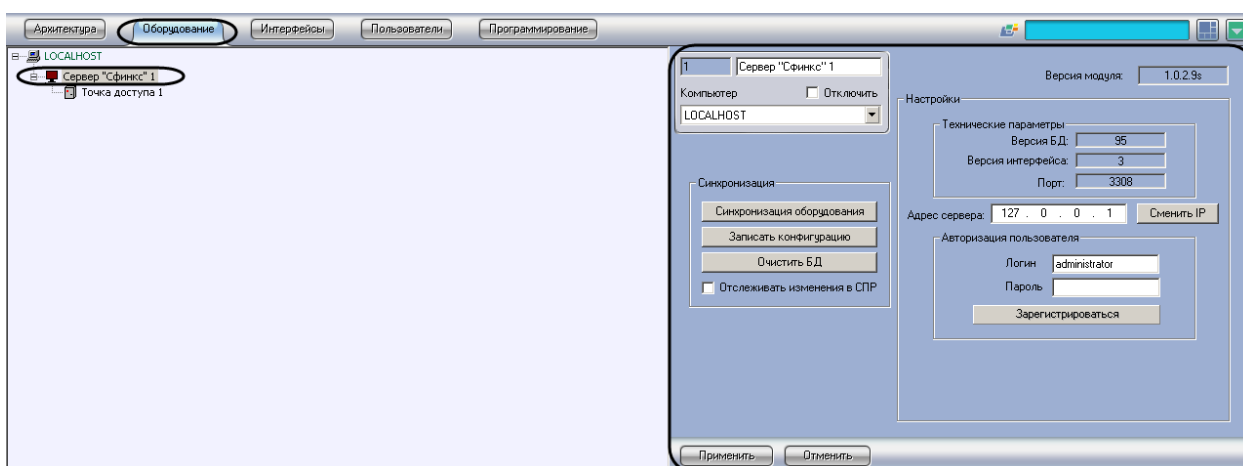 Архитектура Оборудование Интерфейсы Пользователи Программирование
LOCALHOST
Сервер "Сфинкс" 1
Точка доступа 1
1 Сервер "Сфинкс" 1
Компьютер Отключить
LOCALHOST
Синхронизация
Синхронизация оборудования
Записать конфигурацию
Очистить БД
Отслеживать изменения в СПР
Версия модуля: 1.0.2.9s
Настройки
Технические параметры
Версия БД: 95
Версия интерфейса: 3
Порт: 3308
Адрес сервера: 127 . 0 . 0 . 1 Сменить IP
Авторизация пользователя
Логин administrator
Пароль
Зарегистрироваться
Применить Отменить